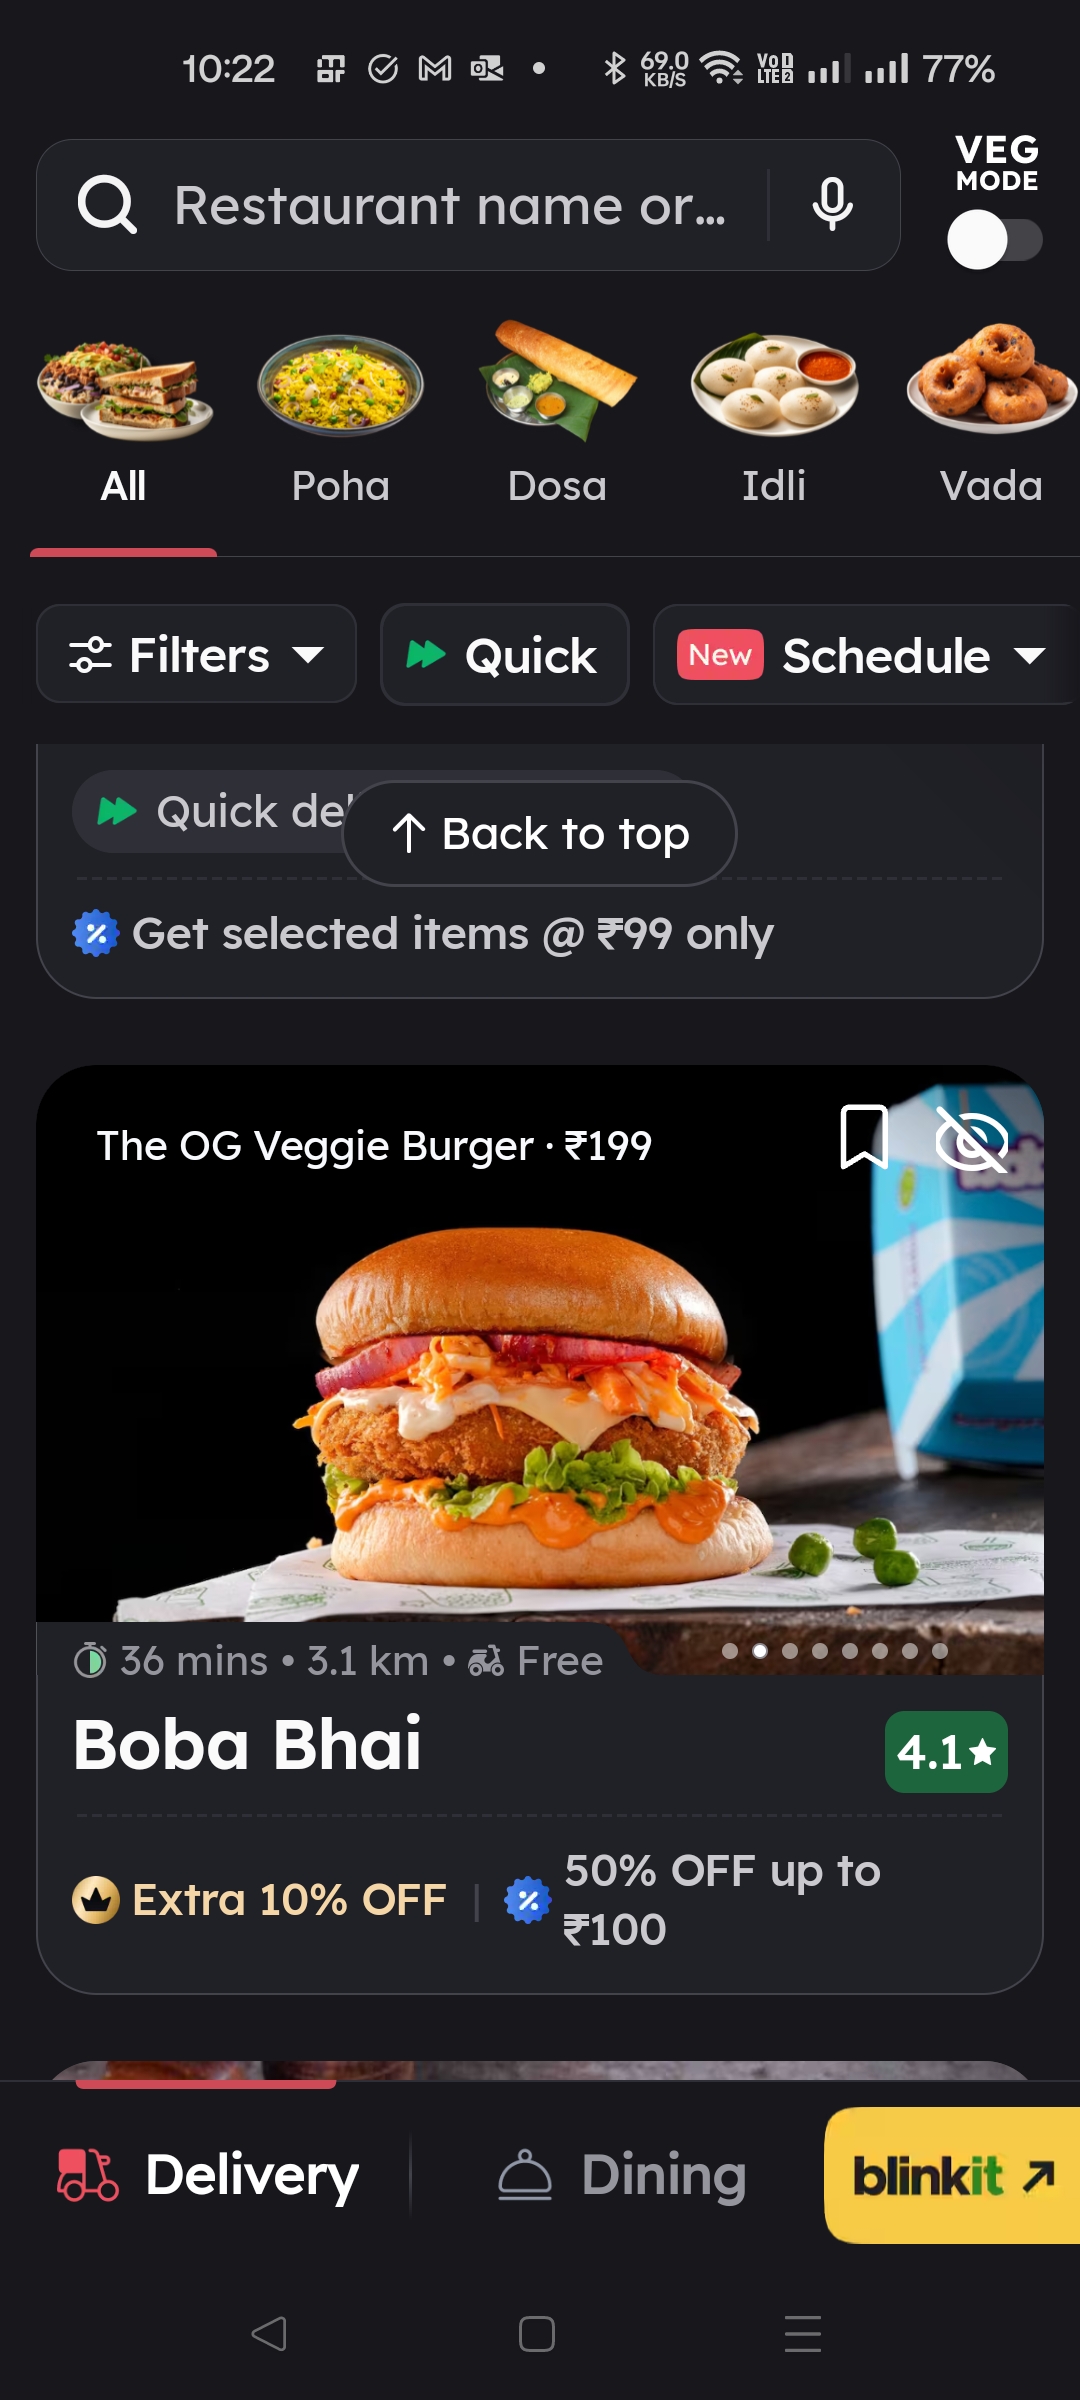 10:22
69.0
KB/S
VoD
LTE2
77%
VEG
MODE
Restaurant name or...
All
Poha
Dosa
Idli
Vada
Filters
Quick
New
Schedule
Quick de
Back to top
Get selected items @ ₹99 only
The OG Veggie Burger · ₹199
36 mins • 3.1 km • Free
Boba Bhai
4.1
Extra 10% OFF | 50% OFF up to
₹100
Delivery
Dining
blinkit